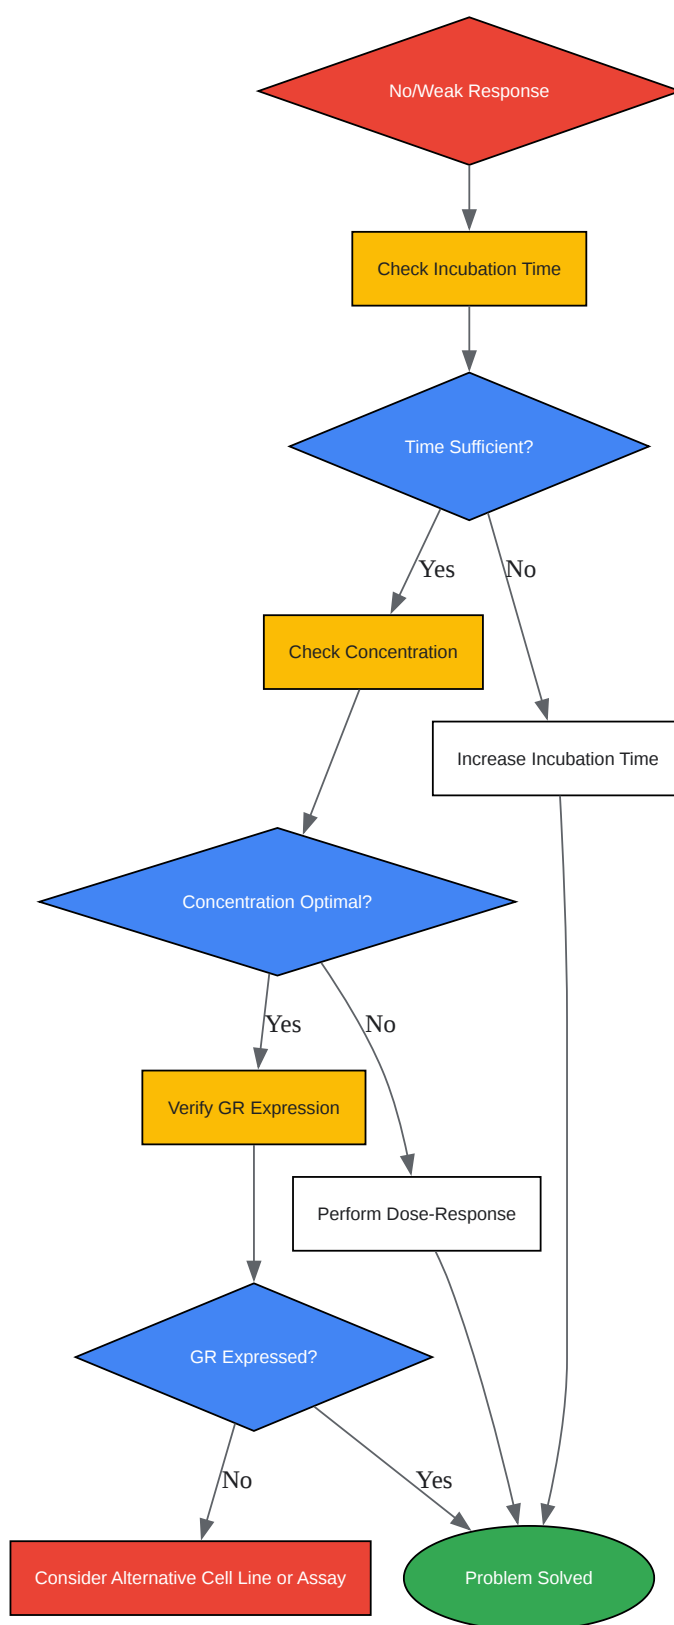 No/Weak Response
Check Incubation Time
Time Sufficient?
Yes
No
Check Concentration
Increase Incubation Time
Concentration Optimal?
Yes
No
Verify GR Expression
Perform Dose-Response
GR Expressed?
No
Yes
Consider Alternative Cell Line or Assay
Problem Solved